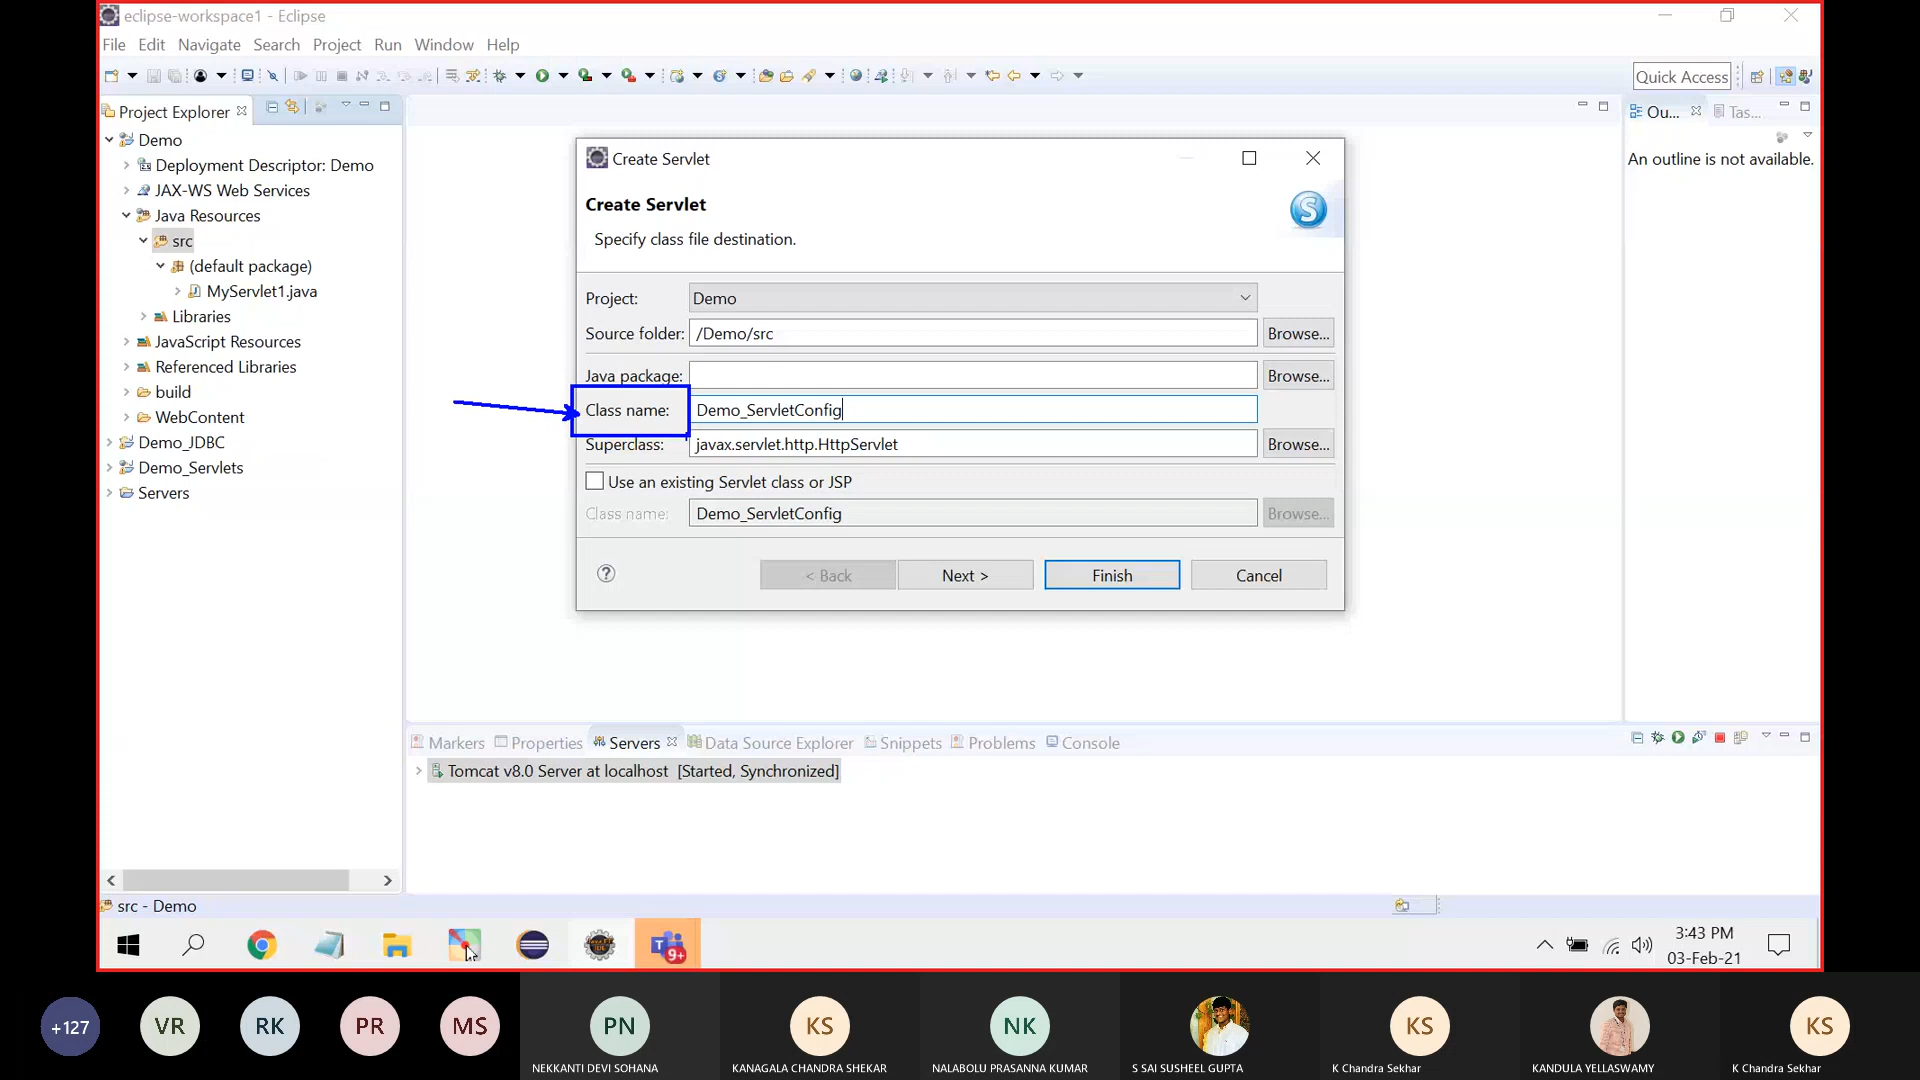 eclipse-workspace1 - Eclipse
File Edit Navigate Search Project Run Window Help
Quick Access
Project Explorer
Demo
Deployment Descriptor: Demo
JAX-WS Web Services
Java Resources
src
(default package)
MyServlet1.java
Libraries
JavaScript Resources
Referenced Libraries
build
WebContent
Demo_JDBC
Demo_Servlets
Servers
Create Servlet
Create Servlet
Specify class file destination.
S
Project: Demo
Source folder: /Demo/src Browse...
Java package: Browse...
Class name: Demo_ServletConfig
Superclass: javax.servlet.http.HttpServlet Browse...
Use an existing Servlet class or JSP
Class name: Demo_ServletConfig Browse...
? < Back Next > Finish Cancel
Ou... Tas...
An outline is not available.
Markers Properties Servers Data Source Explorer Snippets Problems Console
Tomcat v8.0 Server at localhost [Started, Synchronized]
src - Demo
T 9+
3:43 PM
03-Feb-21
+127 VR RK PR MS PN KS NK KS KS
NEKKANTI DEVI SOHANA KANAGALA CHANDRA SHEKAR NALABOLU PRASANNA KUMAR S SAI SUSHEEL GUPTA K Chandra Sekhar KANDULA YELLASWAMY K Chandra Sekhar